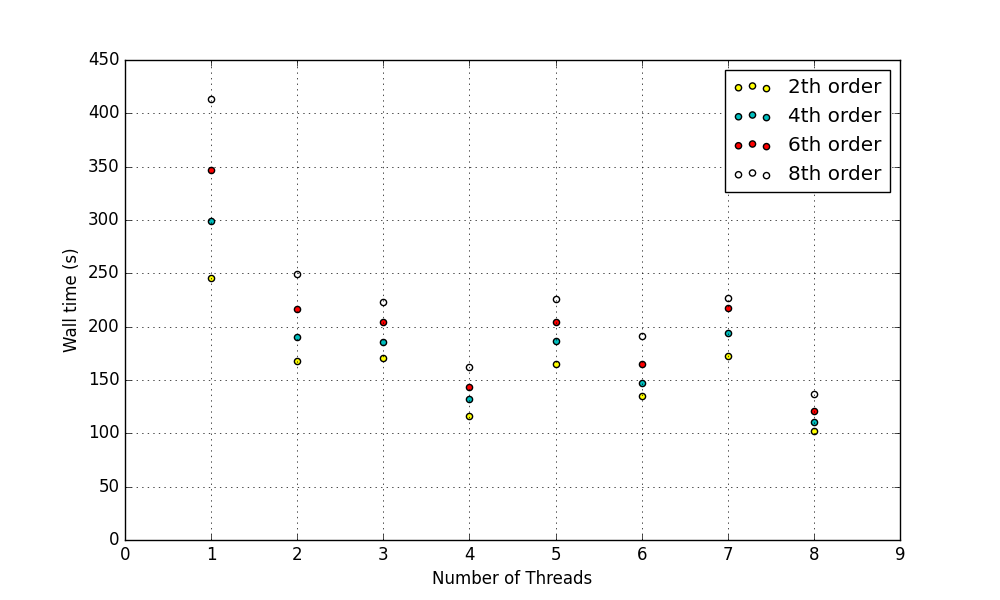 450
400
350
300
250
200
150
100
50
0
Wall time (s)
2th order
4th order
6th order
8th order
0 1 2 3 4 5 6 7 8 9
Number of Threads